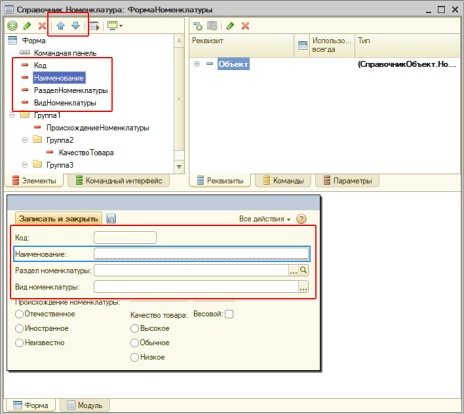 Справочник Номенклатура: ФормаНоменклатуры
Форма
Командная панель
Код
Наименование
РазделНоменклатуры
ВидНоменклатуры
Группа1
ПроисхождениеНоменклатуры
Группа2
КачествоТовара
Группа3
Элементы
Командный интерфейс
Реквизит
Использо...
всегда
Тип
Объект
(СправочникОбъект.Но...
Реквизиты
Команды
Параметры
Записать и закрыть
Все действия
Код:
Наименование:
Раздел номенклатуры:
Вид номенклатуры:
Происхождение номенклатуры:
Отечественное
Качество товара:
Весовой:
Иностранное
Высокое
Неизвестно
Обычное
Низкое
Форма
Модуль